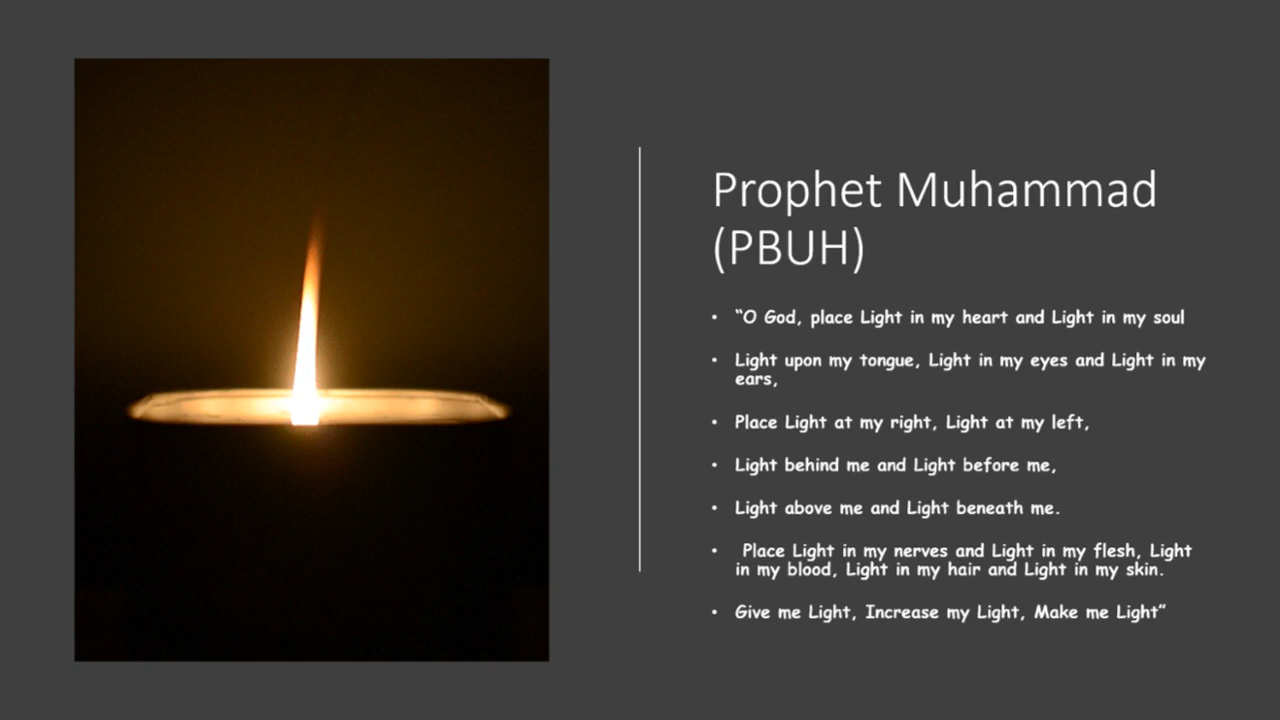 Prophet Muhammad
(PBUH)
• “O God, place Light in my heart and Light in my soul
• Light upon my tongue, Light in my eyes and Light in my
ears,
• Place Light at my right, Light at my left,
• Light behind me and Light before me,
• Light above me and Light beneath me.
• Place Light in my nerves and Light in my flesh, Light
in my blood, Light in my hair and Light in my skin.
• Give me Light, Increase my Light, Make me Light”